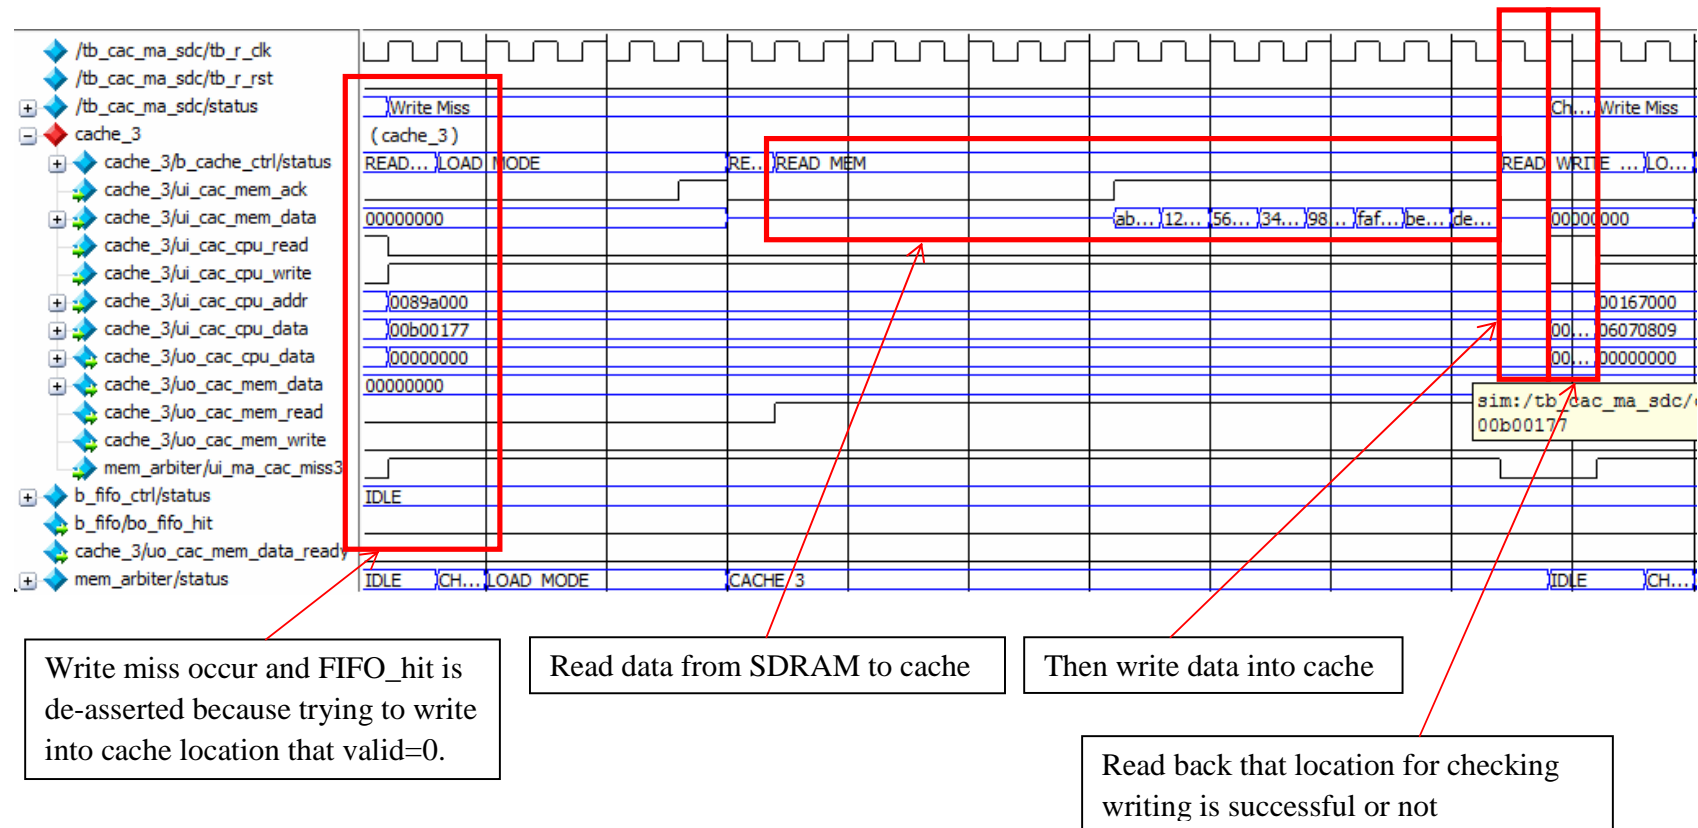 /tb_cac_ma_sdc/tb_r_clk
/tb_cac_ma_sdc/tb_r_rst
/tb_cac_ma_sdc/status Write Miss Ch... Write Miss
cache_3 (cache_3)
cache_3/b_cache_ctrl/status READ... LOAD MODE RE... READ MEM READ WRITE ... LO...
cache_3/ui_cac_mem_ack
cache_3/ui_cac_mem_data 00000000 ab... 12... 56... 34... 98... faf... be... de... 00000000
cache_3/ui_cac_cpu_read
cache_3/ui_cac_cpu_write
cache_3/ui_cac_cpu_addr 0089a000 00167000
cache_3/ui_cac_cpu_data 00b00177 00... 06070809
cache_3/uo_cac_cpu_data 00000000 00... 00000000
cache_3/uo_cac_mem_data 00000000
cache_3/uo_cac_mem_read
cache_3/uo_cac_mem_write
mem_arbiter/ui_ma_cac_miss3
b_fifo_ctrl/status IDLE
b_fifo/bo_fifo_hit
cache_3/uo_cac_mem_data_ready
mem_arbiter/status IDLE CH... LOAD MODE CACHE 3 IDLE CH...
sim:/tb_cac_ma_sdc/
00b00177
Write miss occur and FIFO_hit is
de-asserted because trying to write
into cache location that valid=0.
Read data from SDRAM to cache
Then write data into cache
Read back that location for checking
writing is successful or not